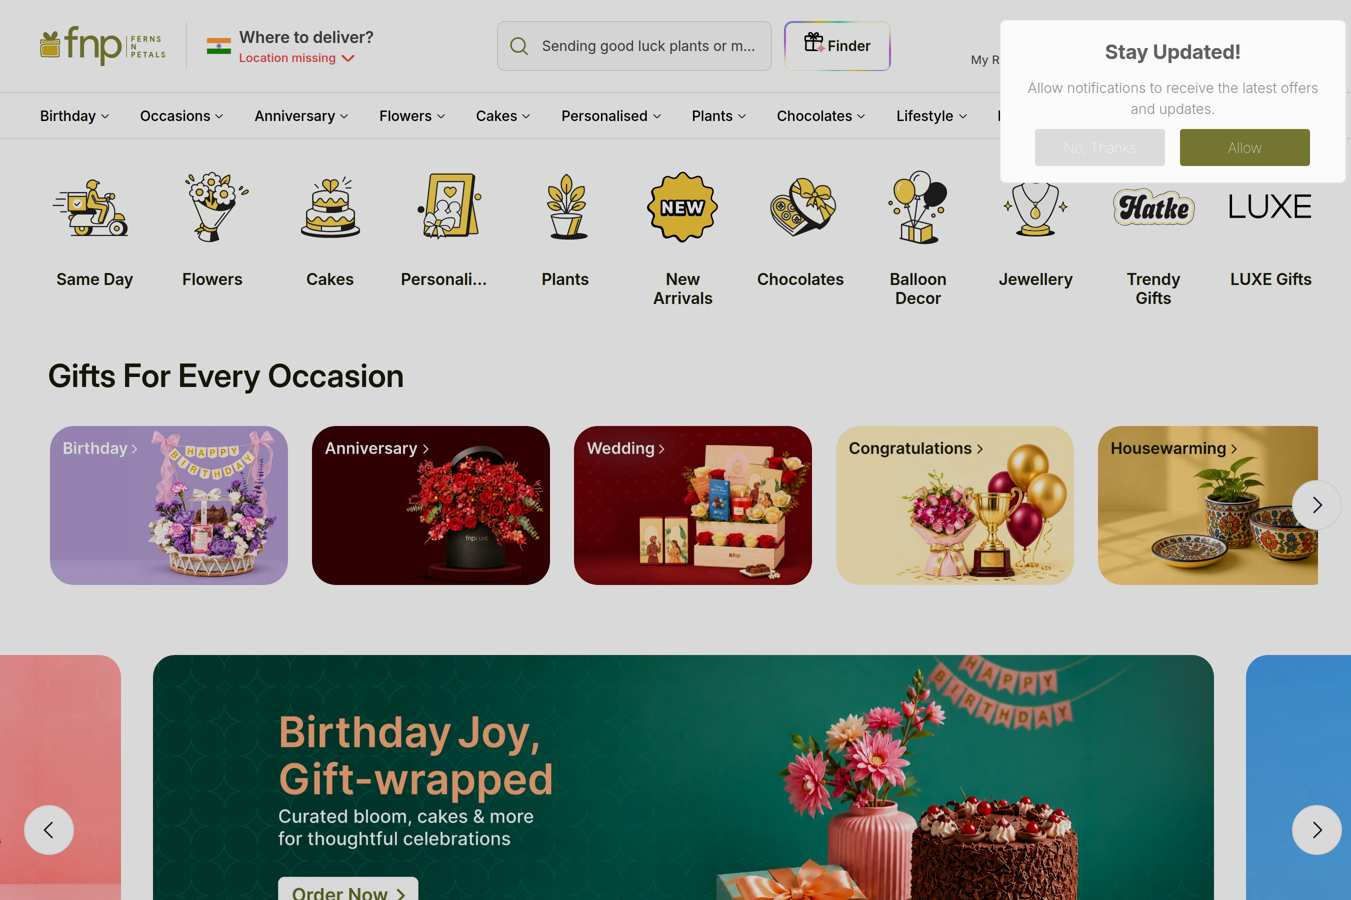 fnp FERNS N PETALS
Where to deliver?
Location missing
Sending good luck plants or m...
Finder
My R
Stay Updated!
Allow notifications to receive the latest offers
and updates.
No, Thanks
Allow
Birthday
Occasions
Anniversary
Flowers
Cakes
Personalised
Plants
Chocolates
Lifestyle
NEW
Hatke
LUXE
Same Day
Flowers
Cakes
Personali...
Plants
New
Arrivals
Chocolates
Balloon
Decor
Jewellery
Trendy
Gifts
LUXE Gifts
Gifts For Every Occasion
Birthday
HAPPY
BIRTHDAY
Anniversary
fnp luxe
Wedding
fnp
Congratulations
Housewarming
Birthday Joy,
Gift-wrapped
Curated bloom, cakes & more
for thoughtful celebrations
Order Now
HAPPY
BIRTHDAY